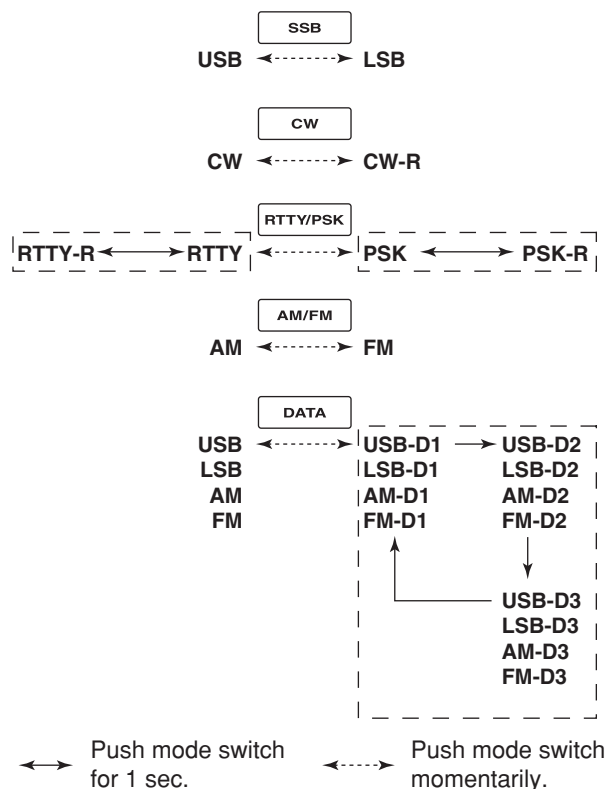 SSB
USB LSB
CW
CW CW-R
RTTY/PSK
RTTY-R RTTY PSK PSK-R
AM/FM
AM FM
DATA
USB USB-D1 USB-D2
LSB LSB-D1 LSB-D2
AM AM-D1 AM-D2
FM FM-D1 FM-D2
USB-D3
LSB-D3
AM-D3
FM-D3
Push mode switch
for 1 sec.
Push mode switch
momentarily.